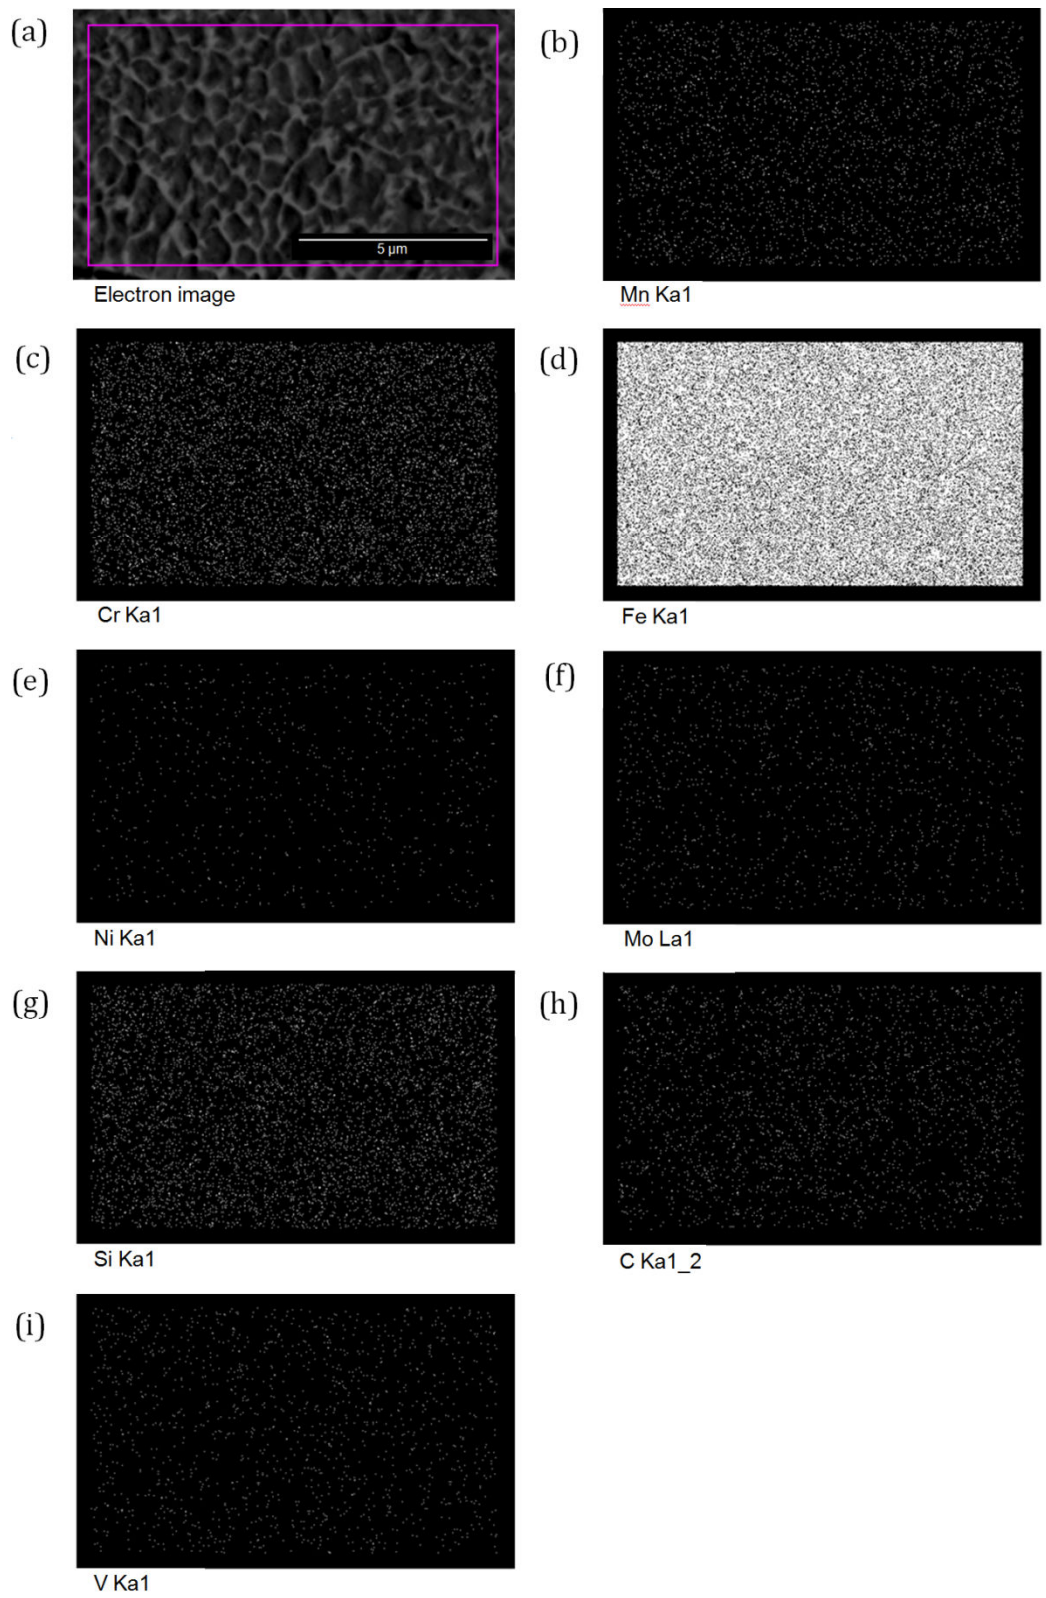 (a)
5 µm
Electron image
(b)
Mn Ka1
(c)
Cr Ka1
(d)
Fe Ka1
(e)
Ni Ka1
(f)
Mo La1
(g)
Si Ka1
(h)
C Ka1_2
(i)
V Ka1